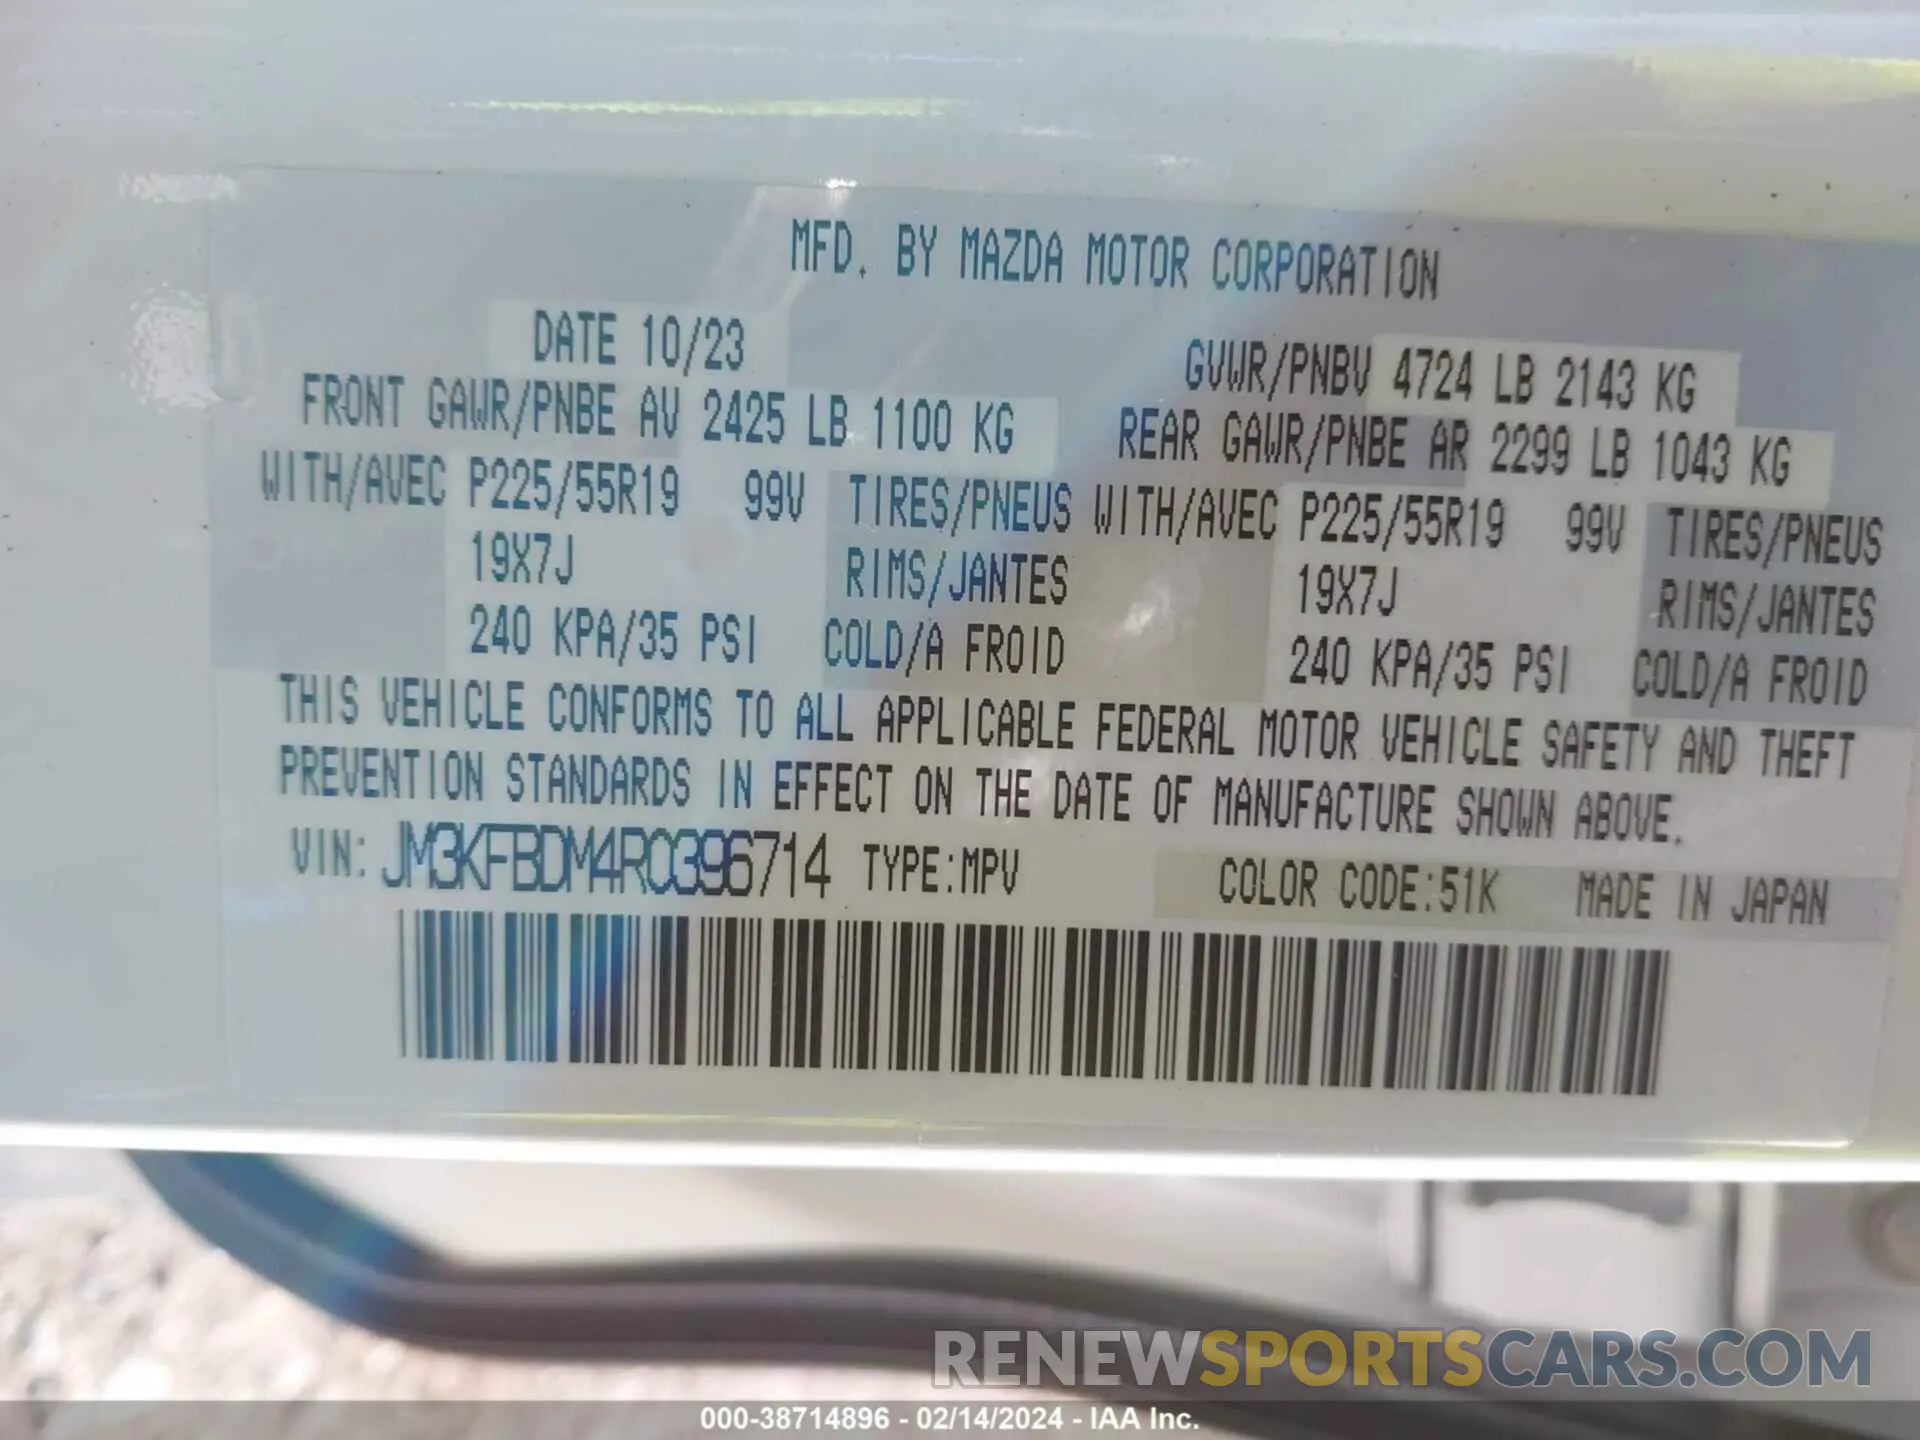 MFD. BY MAZDA MOTOR CORPORATION
DATE 10/23 GVWR/PNBV 4724 LB 2143 KG
FRONT GAWR/PNBE AV 2425 LB 1100 KG REAR GAWR/PNBE AR 2299 LB 1043 KG
WITH/AVEC P225/55R19 99V TIRES/PNEUS WITH/AVEC P225/55R19 99V TIRES/PNEUS
19X7J RIMS/JANTES 19X7J RIMS/JANTES
240 KPA/35 PSI COLD/A FROID 240 KPA/35 PSI COLD/A FROID
THIS VEHICLE CONFORMS TO ALL APPLICABLE FEDERAL MOTOR VEHICLE SAFETY AND THEFT
PREVENTION STANDARDS IN EFFECT ON THE DATE OF MANUFACTURE SHOWN ABOVE.
VIN: JM3KFBDM4R0396714 TYPE:MPV COLOR CODE:51K MADE IN JAPAN
RENEWSPORTSCARS.COM
000-38714896 - 02/14/2024 - IAA Inc.